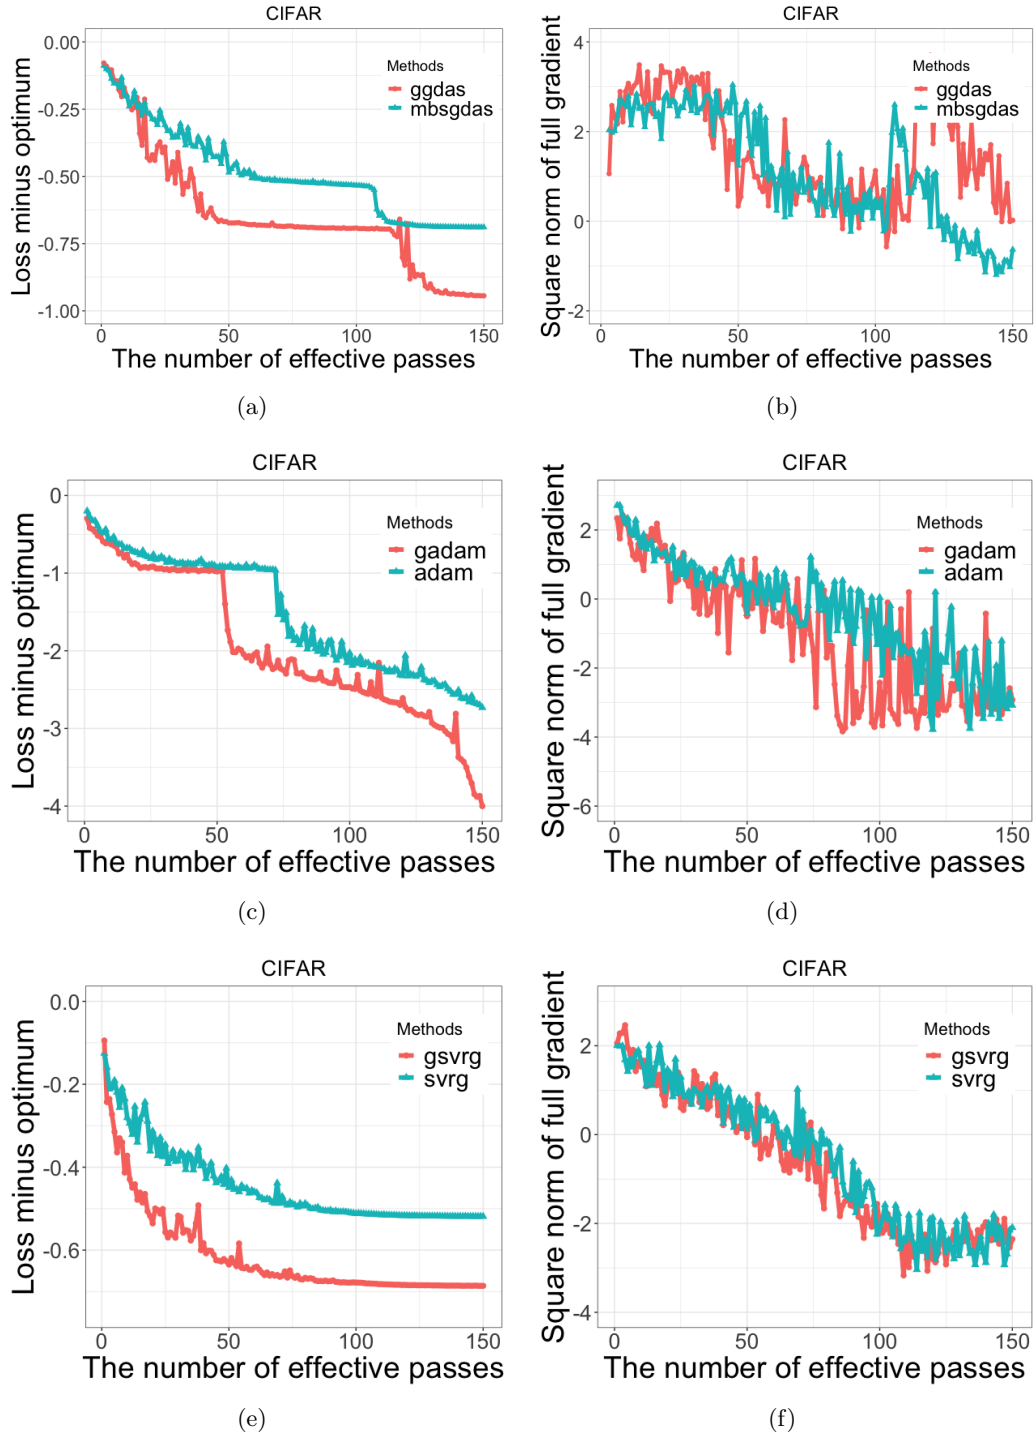 CIFAR
Loss minus optimum
0.00
-0.25
-0.50
-0.75
-1.00
Methods
ggdas
mbsgdas
0
50
100
150
The number of effective passes
(a)
CIFAR
Square norm of full gradient
4
2
0
-2
Methods
ggdas
mbsgdas
0
50
100
150
The number of effective passes
(b)
CIFAR
Loss minus optimum
0
-1
-2
-3
-4
Methods
gadam
adam
0
50
100
150
The number of effective passes
(c)
CIFAR
Square norm of full gradient
2
0
-2
-4
-6
Methods
gadam
adam
0
50
100
150
The number of effective passes
(d)
CIFAR
Loss minus optimum
0.0
-0.2
-0.4
-0.6
Methods
gsvrg
svrg
0
50
100
150
The number of effective passes
(e)
CIFAR
Square norm of full gradient
2
0
-2
-4
Methods
gsvrg
svrg
0
50
100
150
The number of effective passes
(f)